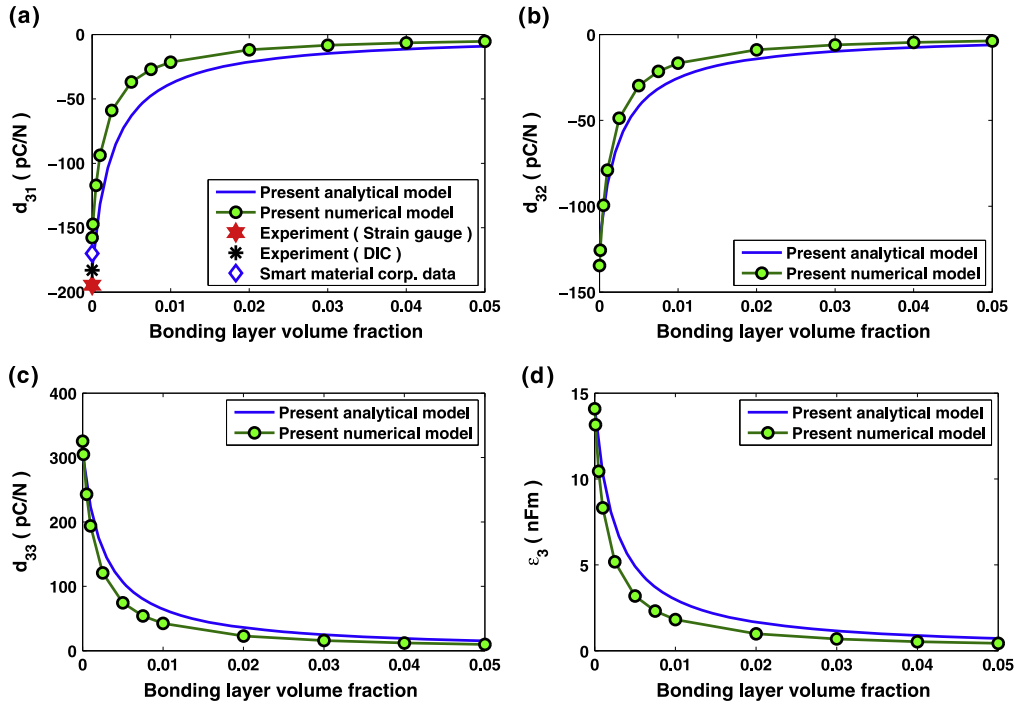 (a)
0
−50
−100
−150
−200
d31 ( pC/N )
Present analytical model
Present numerical model
Experiment ( Strain gauge )
Experiment ( DIC )
Smart material corp. data
0 0.01 0.02 0.03 0.04 0.05
Bonding layer volume fraction
(b)
0
−50
−100
−150
d32 ( pC/N )
Present analytical model
Present numerical model
0 0.01 0.02 0.03 0.04 0.05
Bonding layer volume fraction
(c)
400
300
200
100
0
d33 ( pC/N )
Present analytical model
Present numerical model
0 0.01 0.02 0.03 0.04 0.05
Bonding layer volume fraction
(d)
15
10
5
0
ε3 ( nFm )
Present analytical model
Present numerical model
0 0.01 0.02 0.03 0.04 0.05
Bonding layer volume fraction